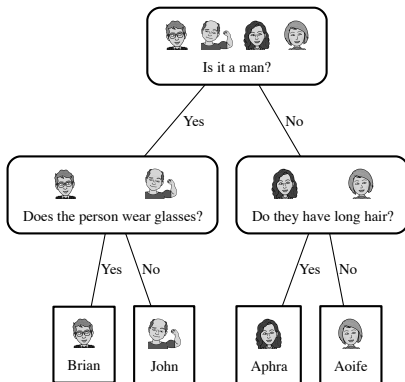 Is it a man?
Yes
No
Does the person wear glasses?
Do they have long hair?
Yes
No
Yes
No
Brian
John
Aphra
Aoife